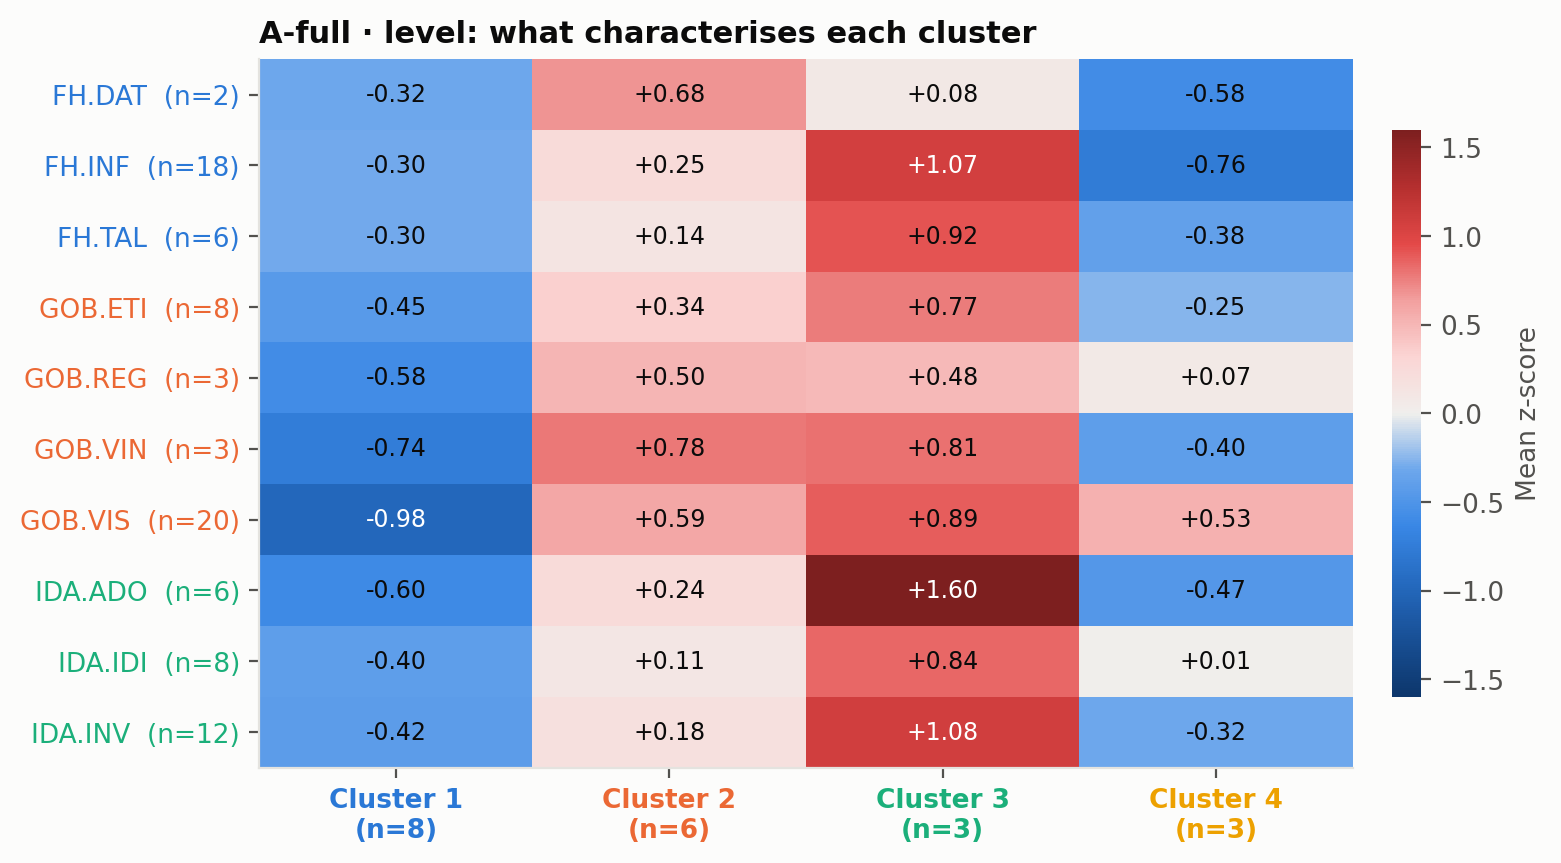 A-full · level: what characterises each cluster
FH.DAT (n=2) -0.32 +0.68 +0.08 -0.58
FH.INF (n=18) -0.30 +0.25 +1.07 -0.76
FH.TAL (n=6) -0.30 +0.14 +0.92 -0.38
GOB.ETI (n=8) -0.45 +0.34 +0.77 -0.25
GOB.REG (n=3) -0.58 +0.50 +0.48 +0.07
GOB.VIN (n=3) -0.74 +0.78 +0.81 -0.40
GOB.VIS (n=20) -0.98 +0.59 +0.89 +0.53
IDA.ADO (n=6) -0.60 +0.24 +1.60 -0.47
IDA.IDI (n=8) -0.40 +0.11 +0.84 +0.01
IDA.INV (n=12) -0.42 +0.18 +1.08 -0.32
Cluster 1 Cluster 2 Cluster 3 Cluster 4
(n=8) (n=6) (n=3) (n=3)
1.5
1.0
0.5
0.0
−0.5
−1.0
−1.5
Mean z-score